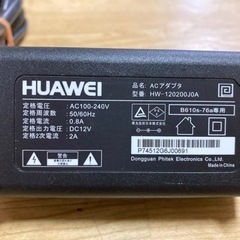 HUAWEI
品名：ACアダプタ
型番：HW-120200J0A
定格電圧：AC100-240V
定格周波数：50/60Hz
定格電流：0.8A
定格出力電圧：DC12V
定格2次電流：2A
B610s-76a専用
P74512G6J00691
Dongguan Phitek Electronics Co., Ltd.
MADE IN CHINA